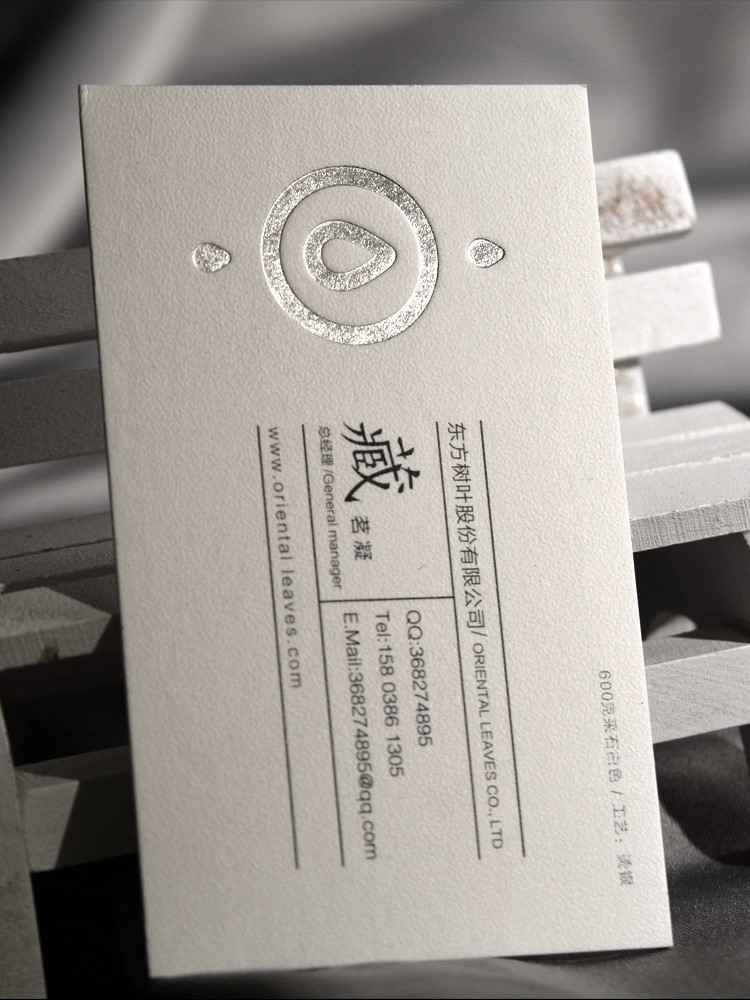 600克采石白色 / 工艺：烫银
东方树叶股份有限公司/ ORIENTAL LEAVES CO., LTD
藏 茗凝
总经理 /General manager
QQ:368274895
Tel:158 0386 1305
E.Mail:368274895@qq.com
www.oriental leaves.com